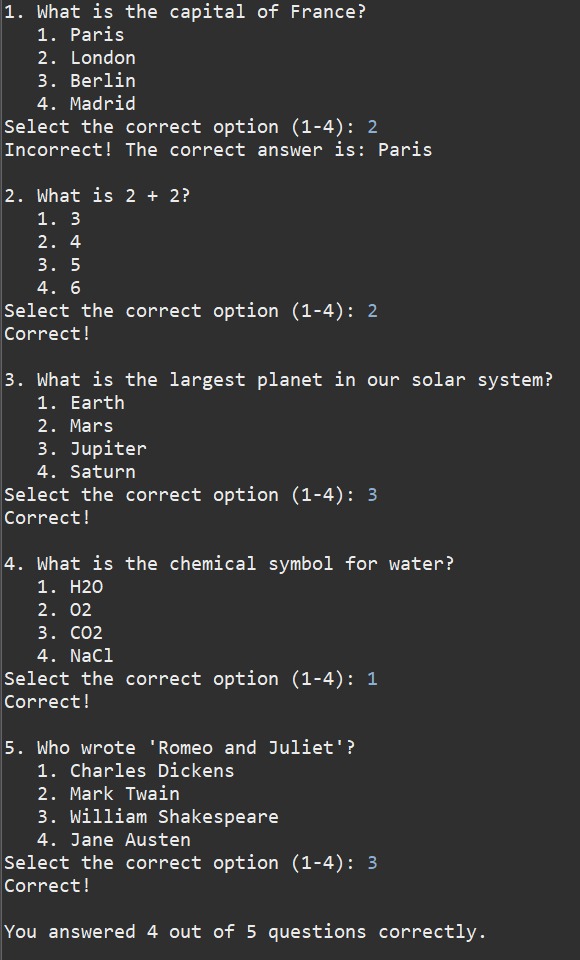 1. What is the capital of France?
1. Paris
2. London
3. Berlin
4. Madrid
Select the correct option (1-4): 2
Incorrect! The correct answer is: Paris
2. What is 2 + 2?
1. 3
2. 4
3. 5
4. 6
Select the correct option (1-4): 2
Correct!
3. What is the largest planet in our solar system?
1. Earth
2. Mars
3. Jupiter
4. Saturn
Select the correct option (1-4): 3
Correct!
4. What is the chemical symbol for water?
1. H2O
2. O2
3. CO2
4. NaCl
Select the correct option (1-4): 1
Correct!
5. Who wrote 'Romeo and Juliet'?
1. Charles Dickens
2. Mark Twain
3. William Shakespeare
4. Jane Austen
Select the correct option (1-4): 3
Correct!
You answered 4 out of 5 questions correctly.